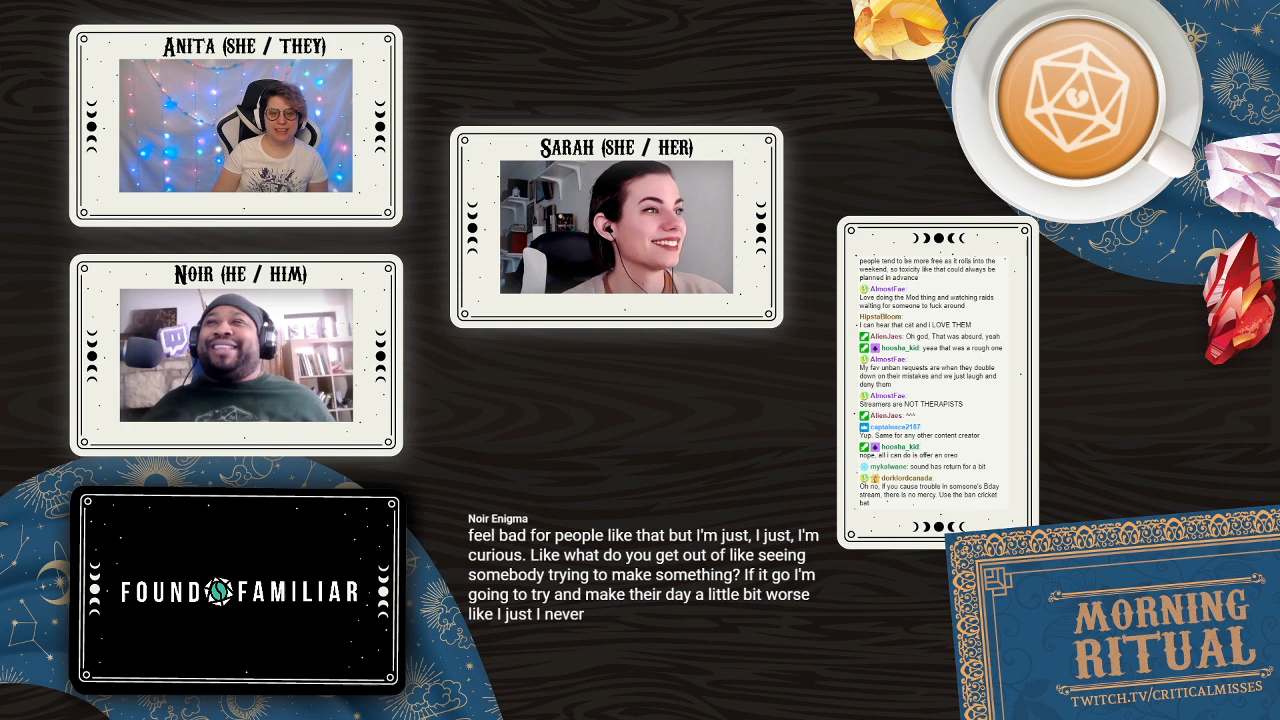 ANITA (SHE / THEY)
SARAH (SHE / HER)
NOIR (HE / HIM)
people tend to be more free as it rolls into the
weekend, so toxicity like that could always be
planned in advance
AlmostFae:
Love doing the Mod thing and watching raids
waiting for someone to fuck around
HipstaBloom:
I can hear that cat and I LOVE THEM
AlienJaes: Oh god, That was absurd, yeah
hoosha_kid: yeaa that was a rough one
AlmostFae:
My fav unban requests are when they double
down on their mistakes and we just laugh and
deny them
AlmostFae:
Streamers are NOT THERAPISTS
AlienJaes: ^^^
captainace2187:
Yup. Same for any other content creator
hoosha_kid:
nope, all i can do is offer an oreo
mykalwane: sound has return for a bit
dorklordcanada:
Oh no, if you cause trouble in someone's Bday
stream, there is no mercy. Use the ban cricket
bat.
FOUND FAMILIAR
Noir Enigma
feel bad for people like that but I'm just, I just, I'm
curious. Like what do you get out of like seeing
somebody trying to make something? If it go I'm
going to try and make their day a little bit worse
like I just I never
MORNING
RITUAL
TWITCH.TV/CRITICALMISSES